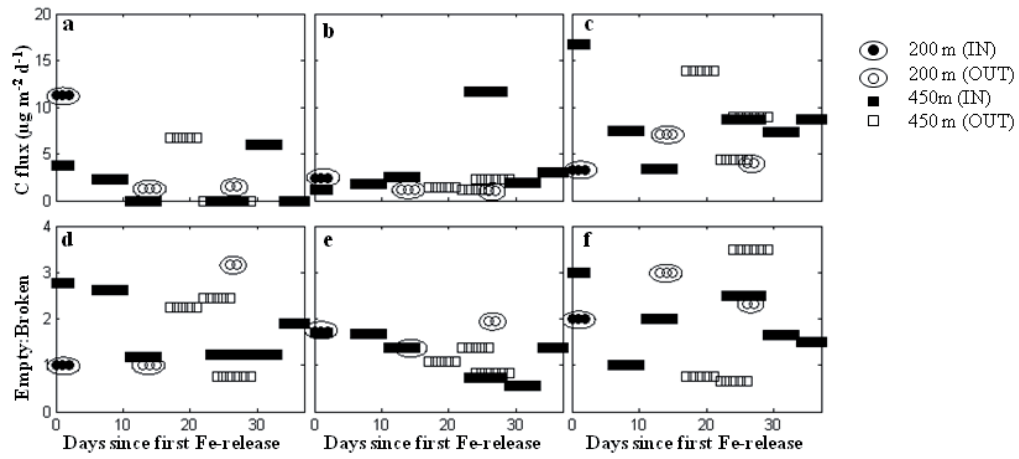 20
15
10
5
0
C flux (µg m⁻² d⁻¹)
a
b
c
200 m (IN)
200 m (OUT)
450m (IN)
450 m (OUT)
4
3
2
1
0
Empty:Broken
d
e
f
0 10 20 30
0 10 20 30
0 10 20 30
Days since first Fe-release
Days since first Fe-release
Days since first Fe-release